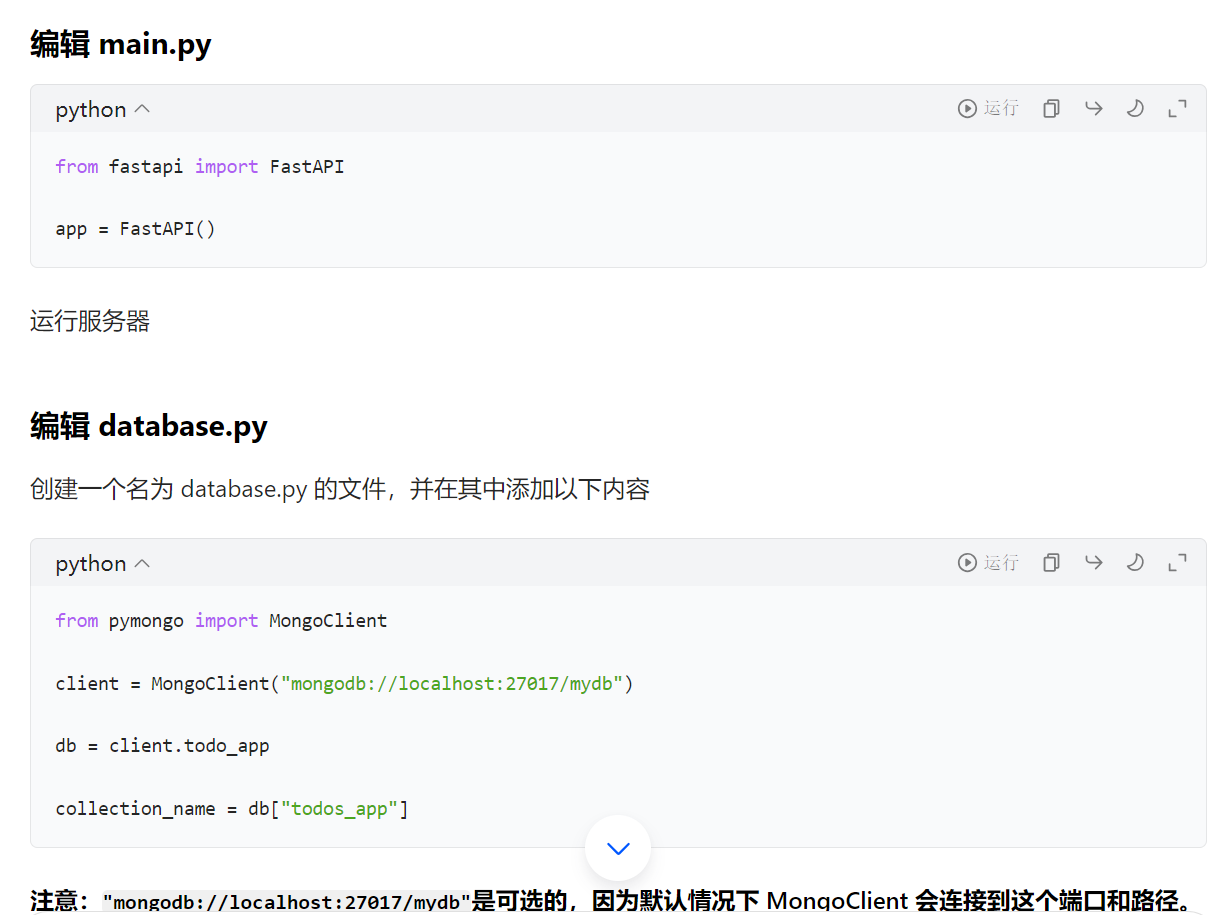 编辑 main.py
python 运行
from fastapi import FastAPI
app = FastAPI()
运行服务器
编辑 database.py
创建一个名为 database.py 的文件，并在其中添加以下内容
python 运行
from pymongo import MongoClient
client = MongoClient("mongodb://localhost:27017/mydb")
db = client.todo_app
collection_name = db["todos_app"]
注意："mongodb://localhost:27017/mydb"是可选的，因为默认情况下 MongoClient 会连接到这个端口和路径。